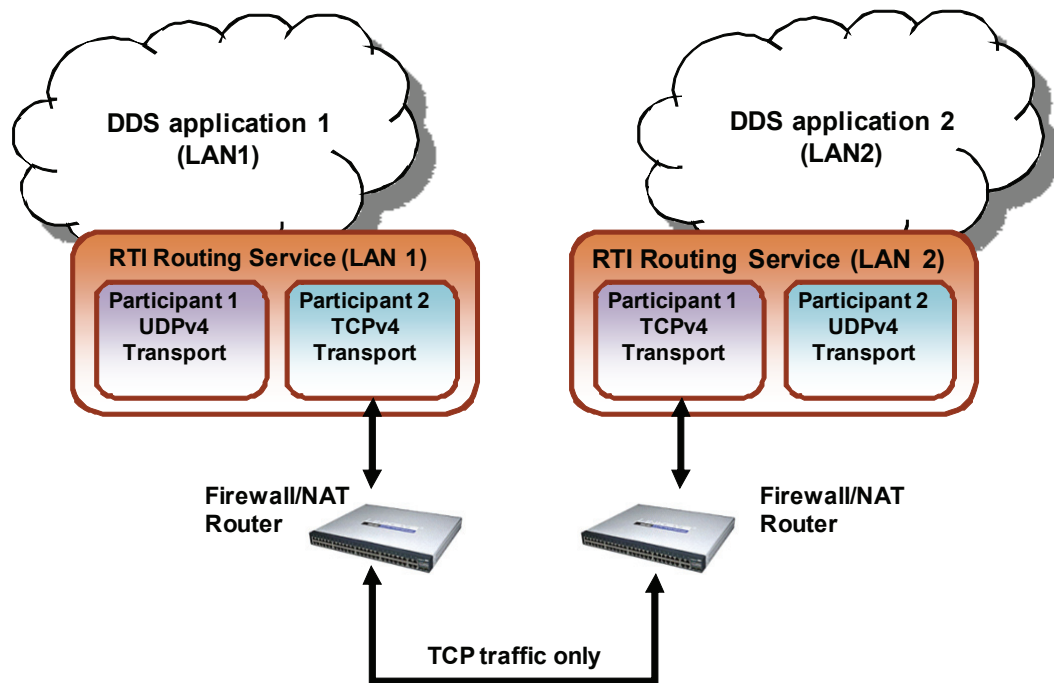 DDS application 1
(LAN1)
DDS application 2
(LAN2)
RTI Routing Service (LAN 1)
Participant 1
UDPv4
Transport
Participant 2
TCPv4
Transport
RTI Routing Service (LAN 2)
Participant 1
TCPv4
Transport
Participant 2
UDPv4
Transport
Firewall/NAT
Router
Firewall/NAT
Router
TCP traffic only